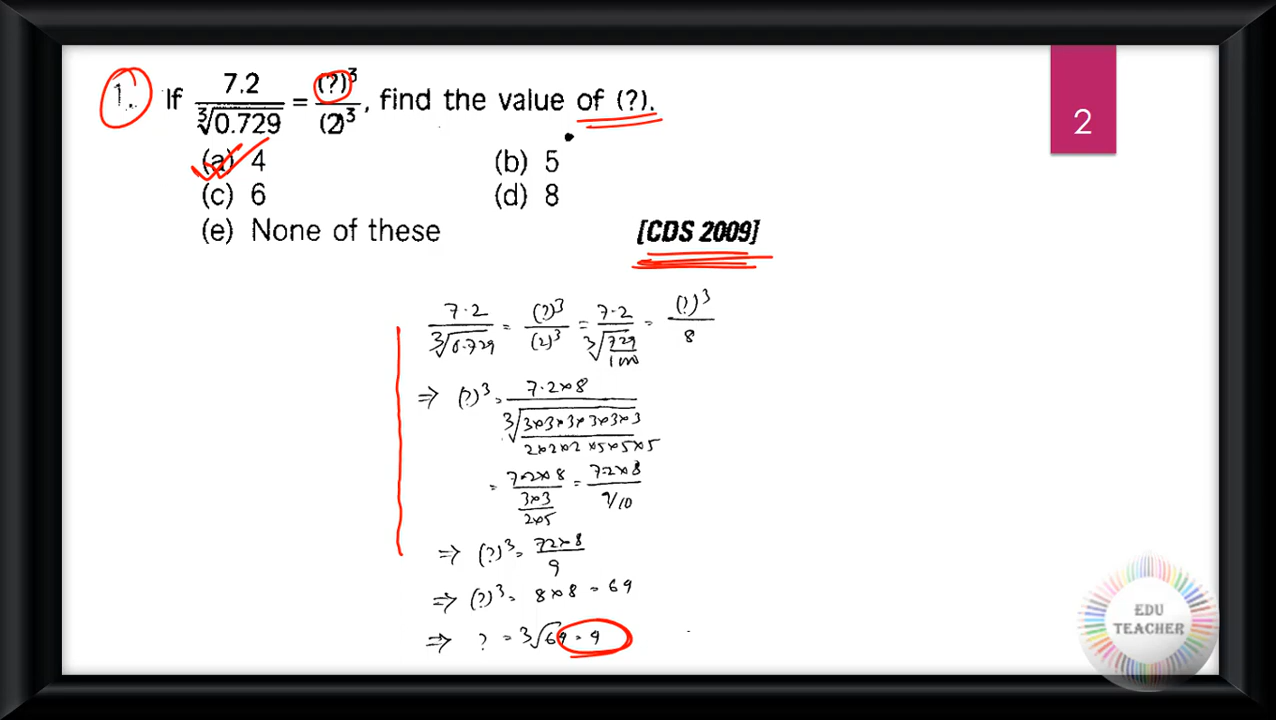 2
1. If 7.2 / ∛0.729 = (?)³ / (2)³, find the value of (?).
(a) 4 (b) 5
(c) 6 (d) 8
(e) None of these [CDS 2009]
7.2 / ∛0.729 = (?)³ / (2)³ = 7.2 / ∛(729/1000) = (?)³ / 8
⇒ (?)³ = 7.2×8 / ∛(3×3×3×3×3×3 / 2×2×2×5×5×5)
= 7.2×8 / (3×3 / 2×5) = 7.2×8 / 9/10
⇒ (?)³ = 72×8 / 9
⇒ (?)³ = 8×8 = 64
⇒ ? = ∛64 = 4
EDU
TEACHER